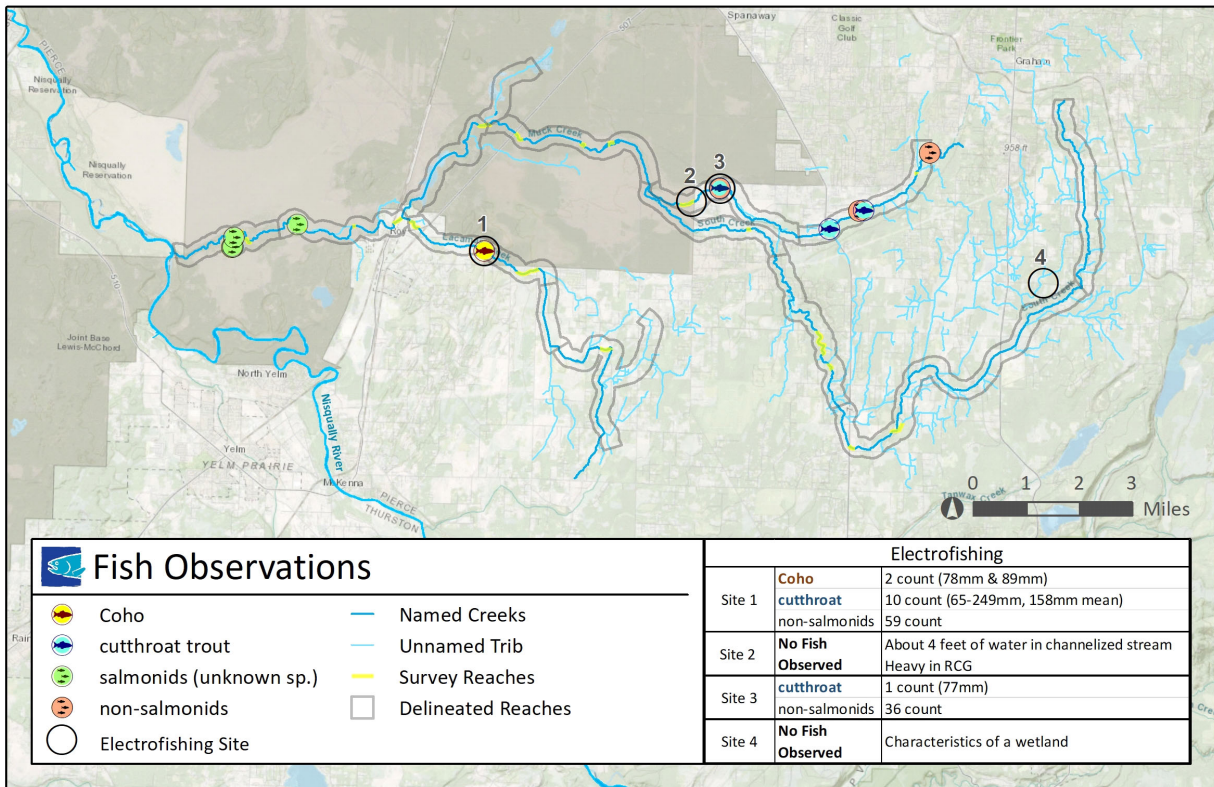 Spanaway
Classic
Golf
Club
Frontier
Park
Graham
507
PIERCE
Nisqually
Reservation
Muck Creek
958 ft
Nisqually
Reservation
3
2
1
South Creek
4
South Creek
510
Joint Base
Lewis-McChord
North Yelm
Nisqually River
Yelm
YELM PRAIRIE
McKenna
PIERCE
THURSTON
Tanwax Creek
0 1 2 3
Miles
Fish Observations
Coho
cutthroat trout
salmonids (unknown sp.)
non-salmonids
Electrofishing Site
Named Creeks
Unnamed Trib
Survey Reaches
Delineated Reaches
Electrofishing
Site 1
Coho 2 count (78mm & 89mm)
cutthroat 10 count (65-249mm, 158mm mean)
non-salmonids 59 count
Site 2
No Fish
Observed
About 4 feet of water in channelized stream
Heavy in RCG
Site 3
cutthroat 1 count (77mm)
non-salmonids 36 count
Site 4
No Fish
Observed
Characteristics of a wetland